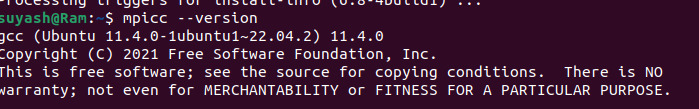 Processing triggers for install-info (6.8-4build1) ...
suyash@Ram:~$ mpicc --version
gcc (Ubuntu 11.4.0-1ubuntu1~22.04.2) 11.4.0
Copyright (C) 2021 Free Software Foundation, Inc.
This is free software; see the source for copying conditions.  There is NO
warranty; not even for MERCHANTABILITY or FITNESS FOR A PARTICULAR PURPOSE.